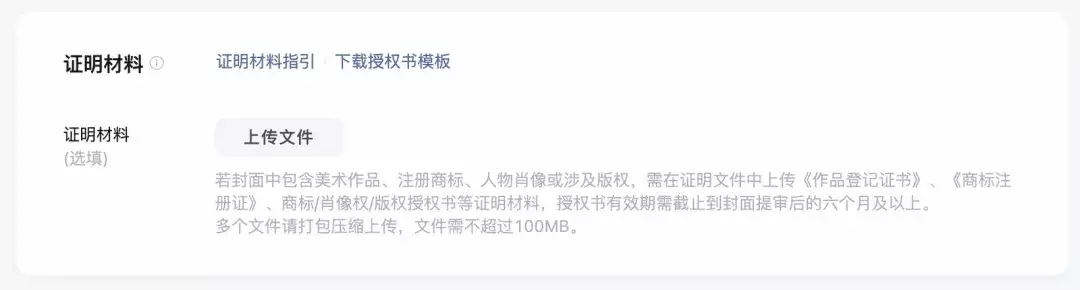 证明材料 证明材料指引 下载授权书模板
证明材料 上传文件
(选填)
若封面中包含美术作品、注册商标、人物肖像或涉及版权，需在证明文件中上传《作品登记证书》、《商标注
册证》、商标/肖像权/版权授权书等证明材料，授权书有效期需截止到封面提审后的六个月及以上。
多个文件请打包压缩上传，文件需不超过100MB。